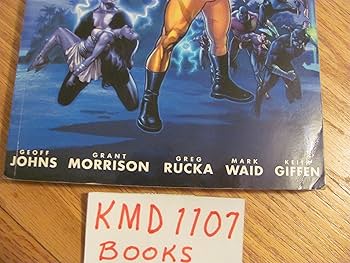 GEOFF JOHNS GRANT MORRISON GREG RUCKA MARK WAID KEITH GIFFEN
KMD 1107
BOOKS